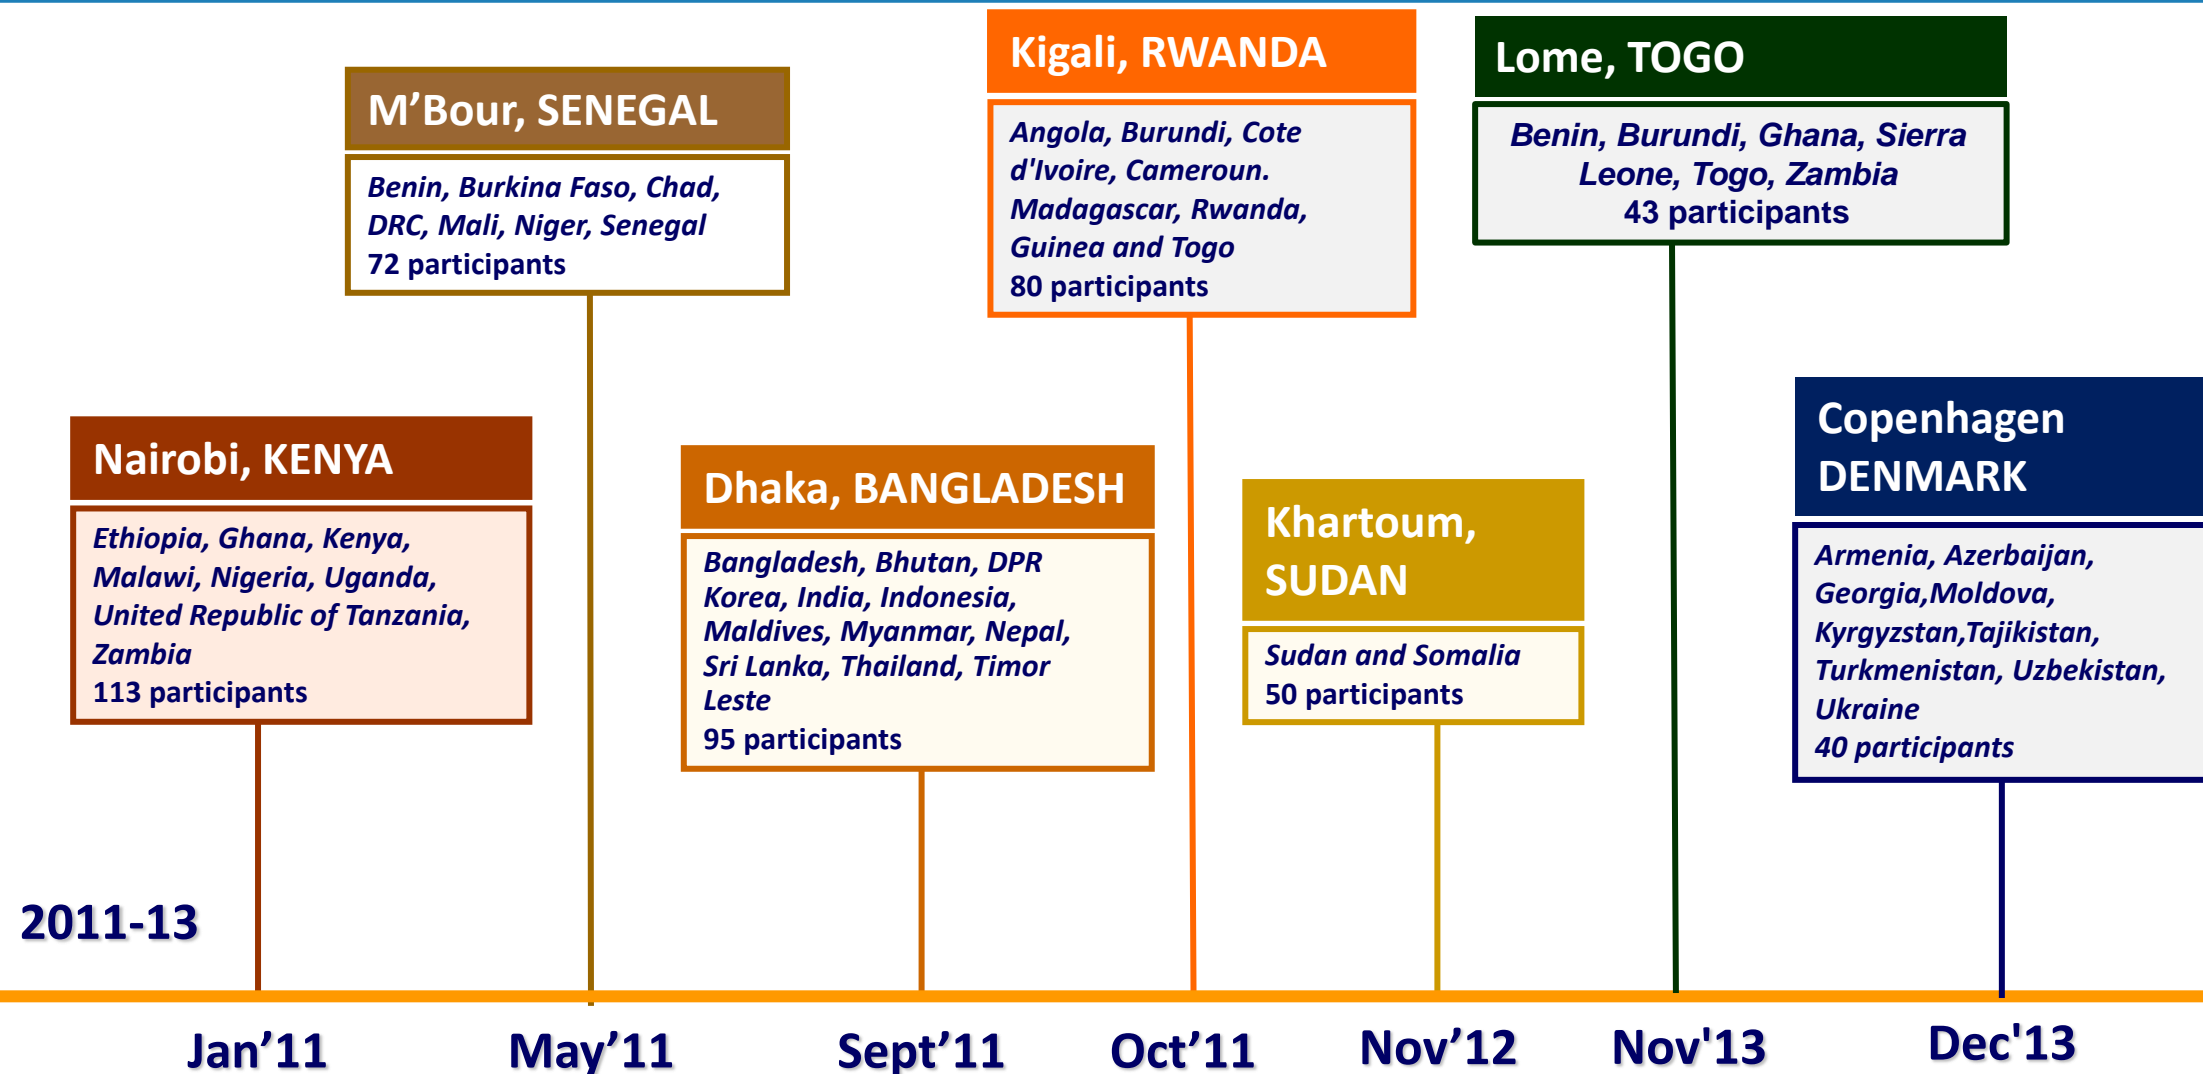 M’Bour, SENEGAL
Benin, Burkina Faso, Chad,
DRC, Mali, Niger, Senegal
72 participants
Kigali, RWANDA
Angola, Burundi, Cote
d'Ivoire, Cameroun.
Madagascar, Rwanda,
Guinea and Togo
80 participants
Lome, TOGO
Benin, Burundi, Ghana, Sierra
Leone, Togo, Zambia
43 participants
Nairobi, KENYA
Ethiopia, Ghana, Kenya,
Malawi, Nigeria, Uganda,
United Republic of Tanzania,
Zambia
113 participants
Dhaka, BANGLADESH
Bangladesh, Bhutan, DPR
Korea, India, Indonesia,
Maldives, Myanmar, Nepal,
Sri Lanka, Thailand, Timor
Leste
95 participants
Khartoum,
SUDAN
Sudan and Somalia
50 participants
Copenhagen
DENMARK
Armenia, Azerbaijan,
Georgia,Moldova,
Kyrgyzstan,Tajikistan,
Turkmenistan, Uzbekistan,
Ukraine
40 participants
2011-13
Jan’11
May’11
Sept’11
Oct’11
Nov’12
Nov'13
Dec'13